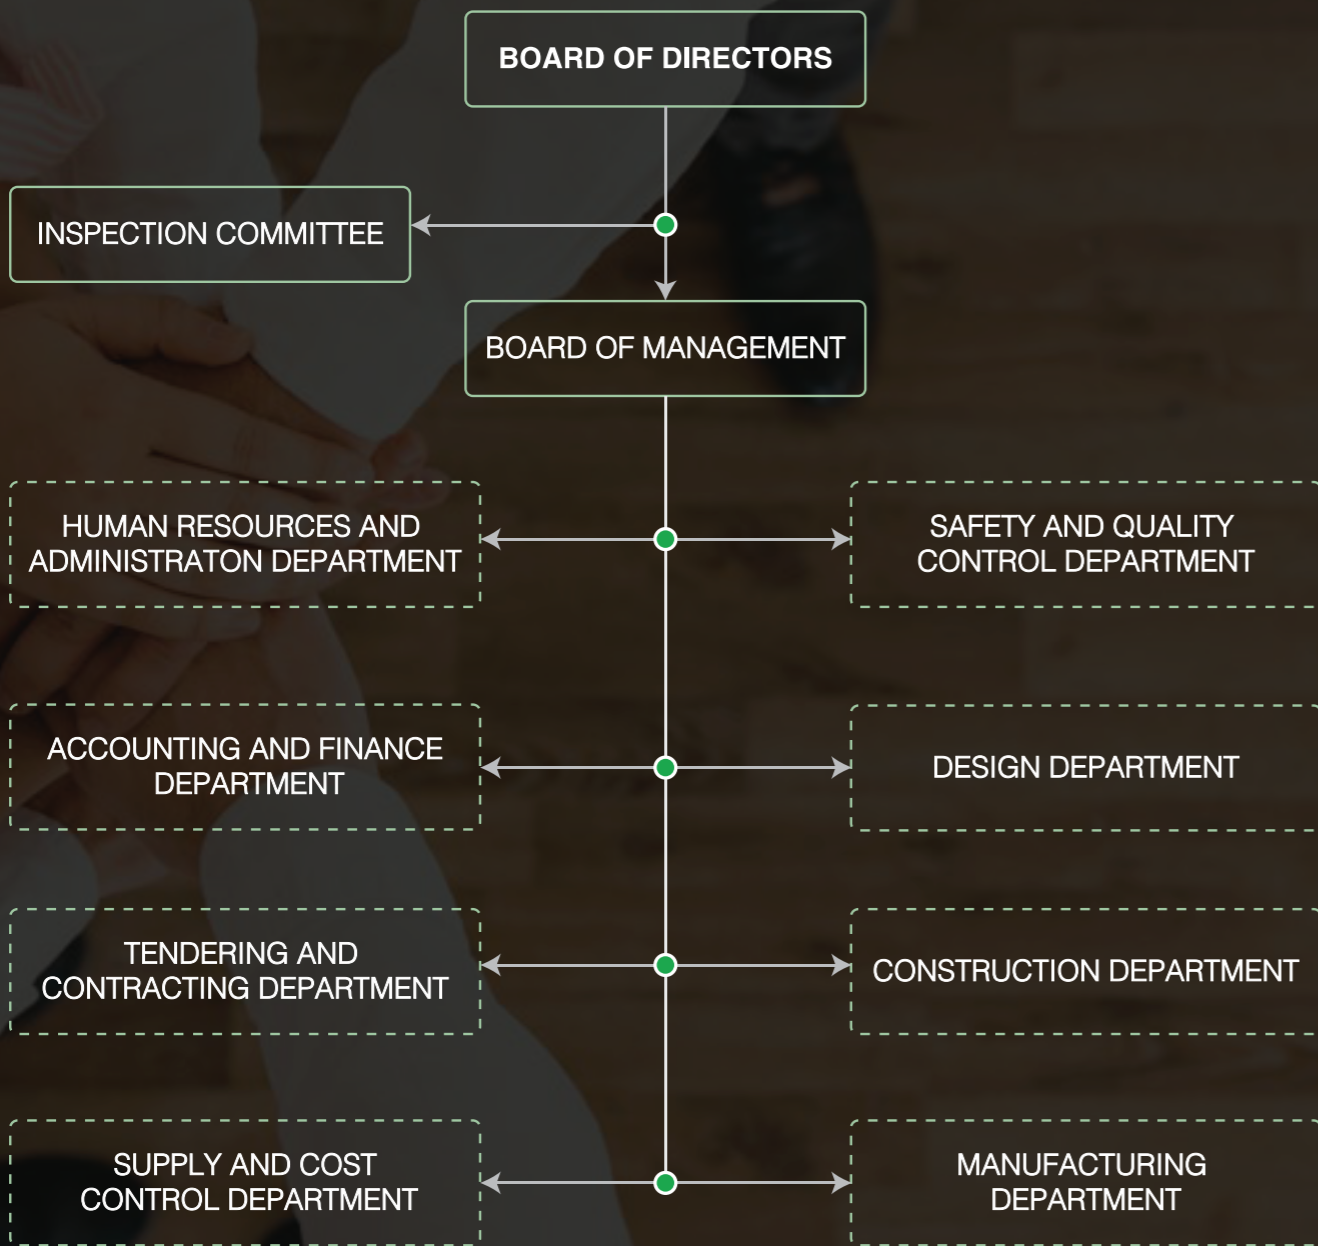 BOARD OF DIRECTORS
INSPECTION COMMITTEE
BOARD OF MANAGEMENT
HUMAN RESOURCES AND
ADMINISTRATON DEPARTMENT
SAFETY AND QUALITY
CONTROL DEPARTMENT
ACCOUNTING AND FINANCE
DEPARTMENT
DESIGN DEPARTMENT
TENDERING AND
CONTRACTING DEPARTMENT
CONSTRUCTION DEPARTMENT
SUPPLY AND COST
CONTROL DEPARTMENT
MANUFACTURING
DEPARTMENT